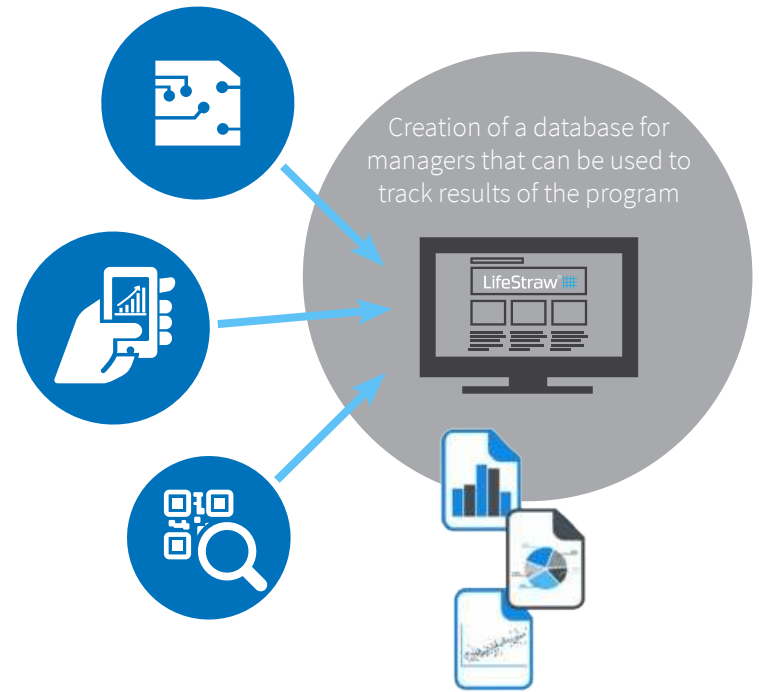 Creation of a database for
managers that can be used to
track results of the program
LifeStraw